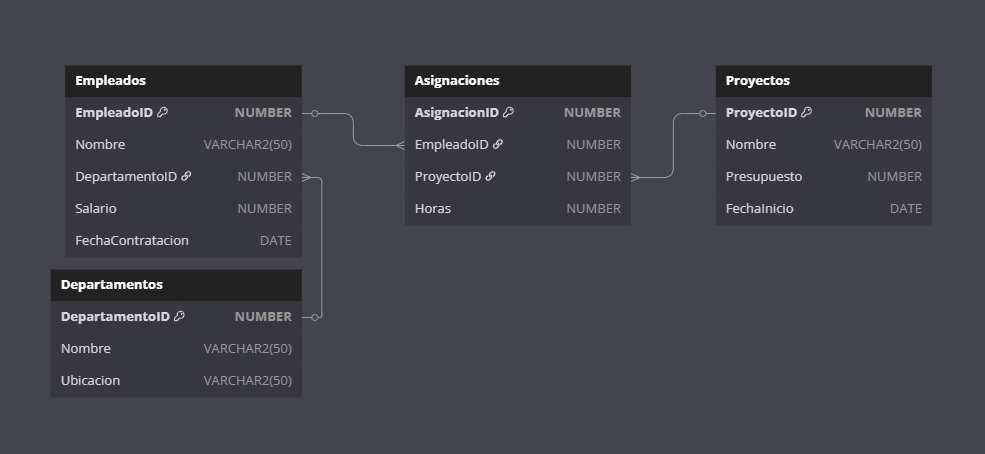 Empleados
EmpleadoID NUMBER
Nombre VARCHAR2(50)
DepartamentoID NUMBER
Salario NUMBER
FechaContratacion DATE
Departamentos
DepartamentoID NUMBER
Nombre VARCHAR2(50)
Ubicacion VARCHAR2(50)
Asignaciones
AsignacionID NUMBER
EmpleadoID NUMBER
ProyectoID NUMBER
Horas NUMBER
Proyectos
ProyectoID NUMBER
Nombre VARCHAR2(50)
Presupuesto NUMBER
FechaInicio DATE